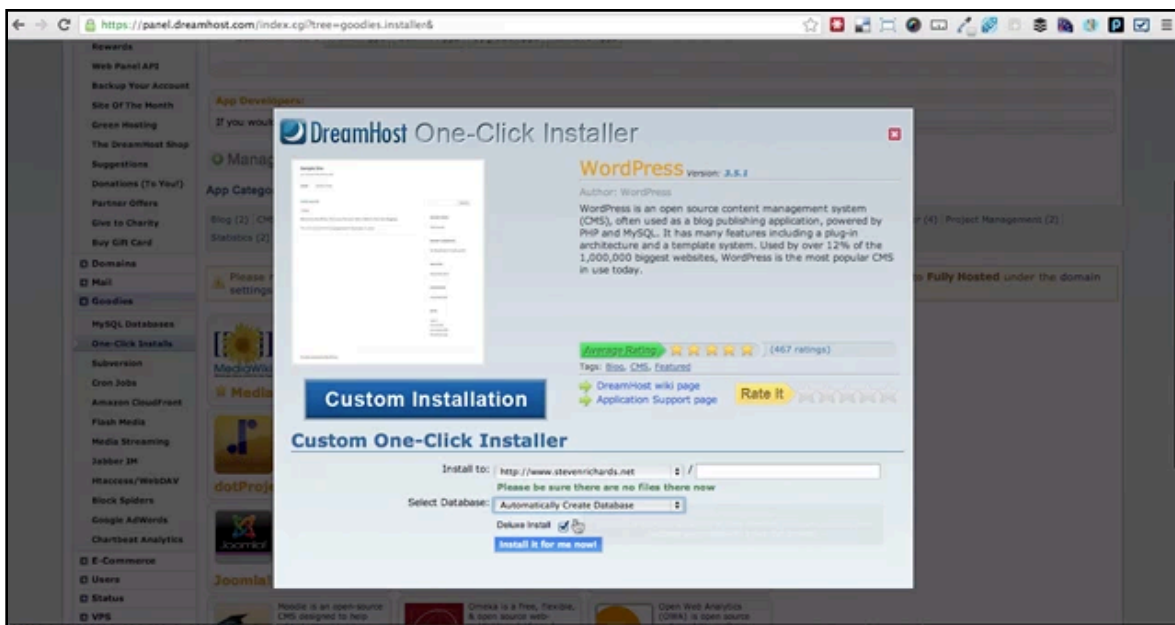 https://panel.dreamhost.com/index.cgi?tree=goodies.installer&
Rewards
Web Panel API
Backup Your Account
Site Of The Month
Green Hosting
The DreamHost Shop
Suggestions
Donations (To You!)
Partner Offers
Give to Charity
Buy Gift Card
Domains
Mail
Goodies
MySQL Databases
One-Click Installs
Subversion
Cron Jobs
Amazon CloudFront
Flash Media
Media Streaming
Jabber IM
Htaccess/WebDAV
Block Spiders
Google AdWords
Chartbeat Analytics
E-Commerce
Users
Status
VPS
App Developers:
If you
Manag
App Catego
Blog (2) CM
Statistics (2)
(4) Project Management (2)
Please
settings
to Fully Hosted under the domain
MediaWiki
Media
dotProj
Joomla!
Joomla!
DreamHost One-Click Installer
WordPress Version: 3.5.1
Author: WordPress
WordPress is an open source content management system
(CMS), often used as a blog publishing application, powered by
PHP and MySQL. It has many features including a plug-in
architecture and a template system. Used by over 12% of the
1,000,000 biggest websites, WordPress is the most popular CMS
in use today.
Average Rating (467 ratings)
Tags: Blog, CMS, Featured
DreamHost wiki page
Application Support page
Rate It
Custom Installation
Custom One-Click Installer
Install to: http://www.stevenrichards.net /
Please be sure there are no files there now
Select Database: Automatically Create Database
Deluxe Install
Install it for me now!
Moodle is an open-source
CMS designed to help
Omeka is a free, flexible,
& open source web-
Open Web Analytics
(OWA) is open source